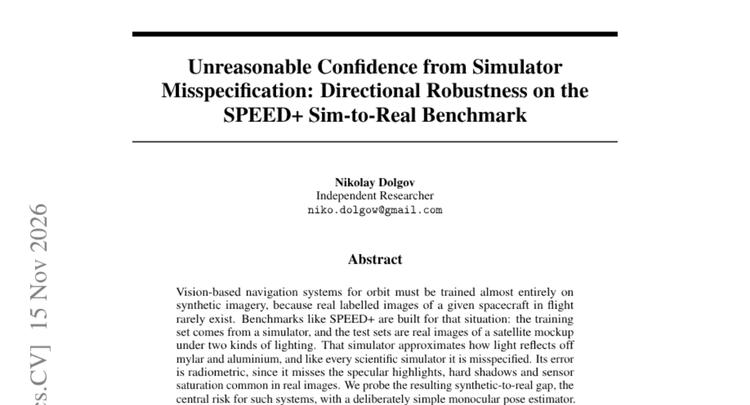 Unreasonable Confidence from Simulator
Misspecification: Directional Robustness on the
SPEED+ Sim-to-Real Benchmark
Nikolay Dolgov
Independent Researcher
niko.dolgow@gmail.com
es.CV] 15 Nov 2026
Abstract
Vision-based navigation systems for orbit must be trained almost entirely on
synthetic imagery, because real labelled images of a given spacecraft in flight
rarely exist. Benchmarks like SPEED+ are built for that situation: the training
set comes from a simulator, and the test sets are real images of a satellite mockup
under two kinds of lighting. That simulator approximates how light reflects off
mylar and aluminium, and like every scientific simulator it is misspecified. Its error
is radiometric, since it misses the specular highlights, hard shadows and sensor
saturation common in real images. We probe the resulting synthetic-to-real gap, the
central risk for such systems, with a deliberately simple monocular pose estimator.